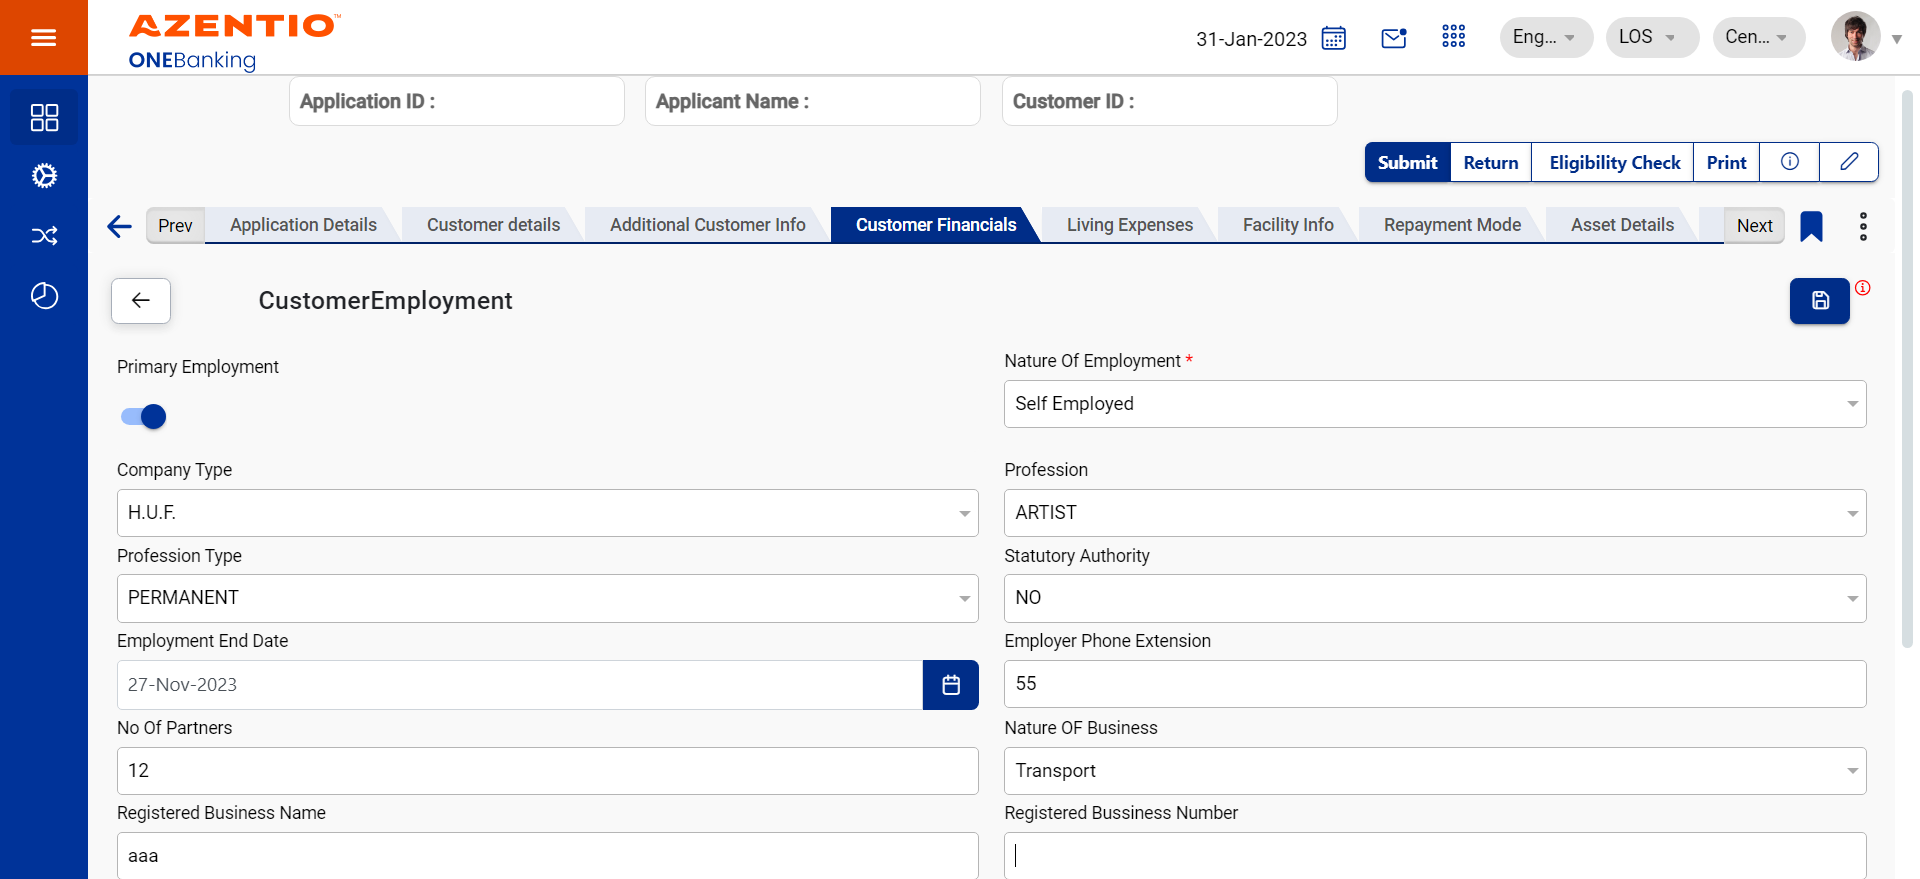 AZENTIO™
ONEBanking
31-Jan-2023
Eng...
LOS
Cen...
Application ID :
Applicant Name :
Customer ID :
Submit
Return
Eligibility Check
Print
Prev
Application Details
Customer details
Additional Customer Info
Customer Financials
Living Expenses
Facility Info
Repayment Mode
Asset Details
Next
CustomerEmployment
Primary Employment
Nature Of Employment *
Self Employed
Company Type
Profession
H.U.F.
ARTIST
Profession Type
Statutory Authority
PERMANENT
NO
Employment End Date
Employer Phone Extension
27-Nov-2023
55
No Of Partners
Nature OF Business
12
Transport
Registered Business Name
Registered Bussiness Number
aaa